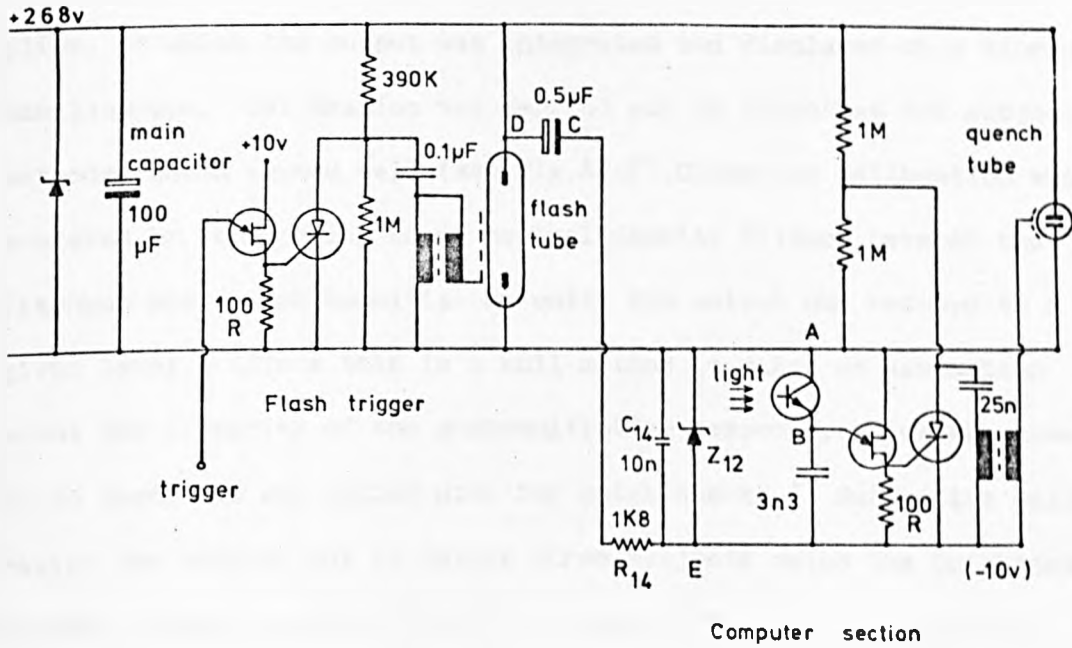 +268v
390K
0.5µF
D
C
main
capacitor
+10v
0.1µF
1M
quench
tube
100
µF
1M
flash
tube
1M
100
R
A
Flash trigger
light
25n
C14
10n
B
Z12
trigger
3n3
100
R
1K8
R14
E
(-10v)
Computer section